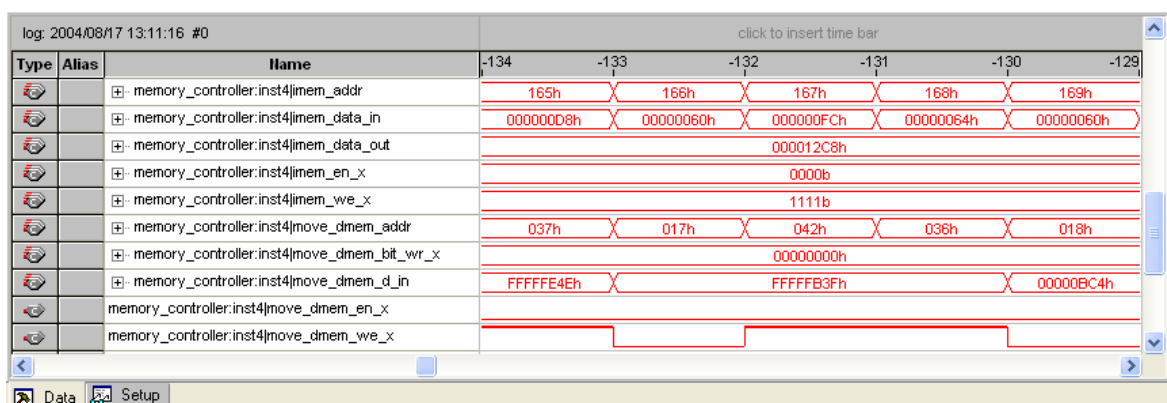 log: 2004/08/17 13:11:16 #0 click to insert time bar
Type Alias Name -134 -133 -132 -131 -130 -129
memory_controller:inst4|imem_addr 165h 166h 167h 168h 169h
memory_controller:inst4|imem_data_in 000000D8h 00000060h 000000FCh 00000064h 00000060h
memory_controller:inst4|imem_data_out 000012C8h
memory_controller:inst4|imem_en_x 0000b
memory_controller:inst4|imem_we_x 1111b
memory_controller:inst4|move_dmem_addr 037h 017h 042h 036h 018h
memory_controller:inst4|move_dmem_bit_wr_x 00000000h
memory_controller:inst4|move_dmem_d_in FFFFFE4Eh FFFFFB3Fh 00000BC4h
memory_controller:inst4|move_dmem_en_x
memory_controller:inst4|move_dmem_we_x
Data Setup